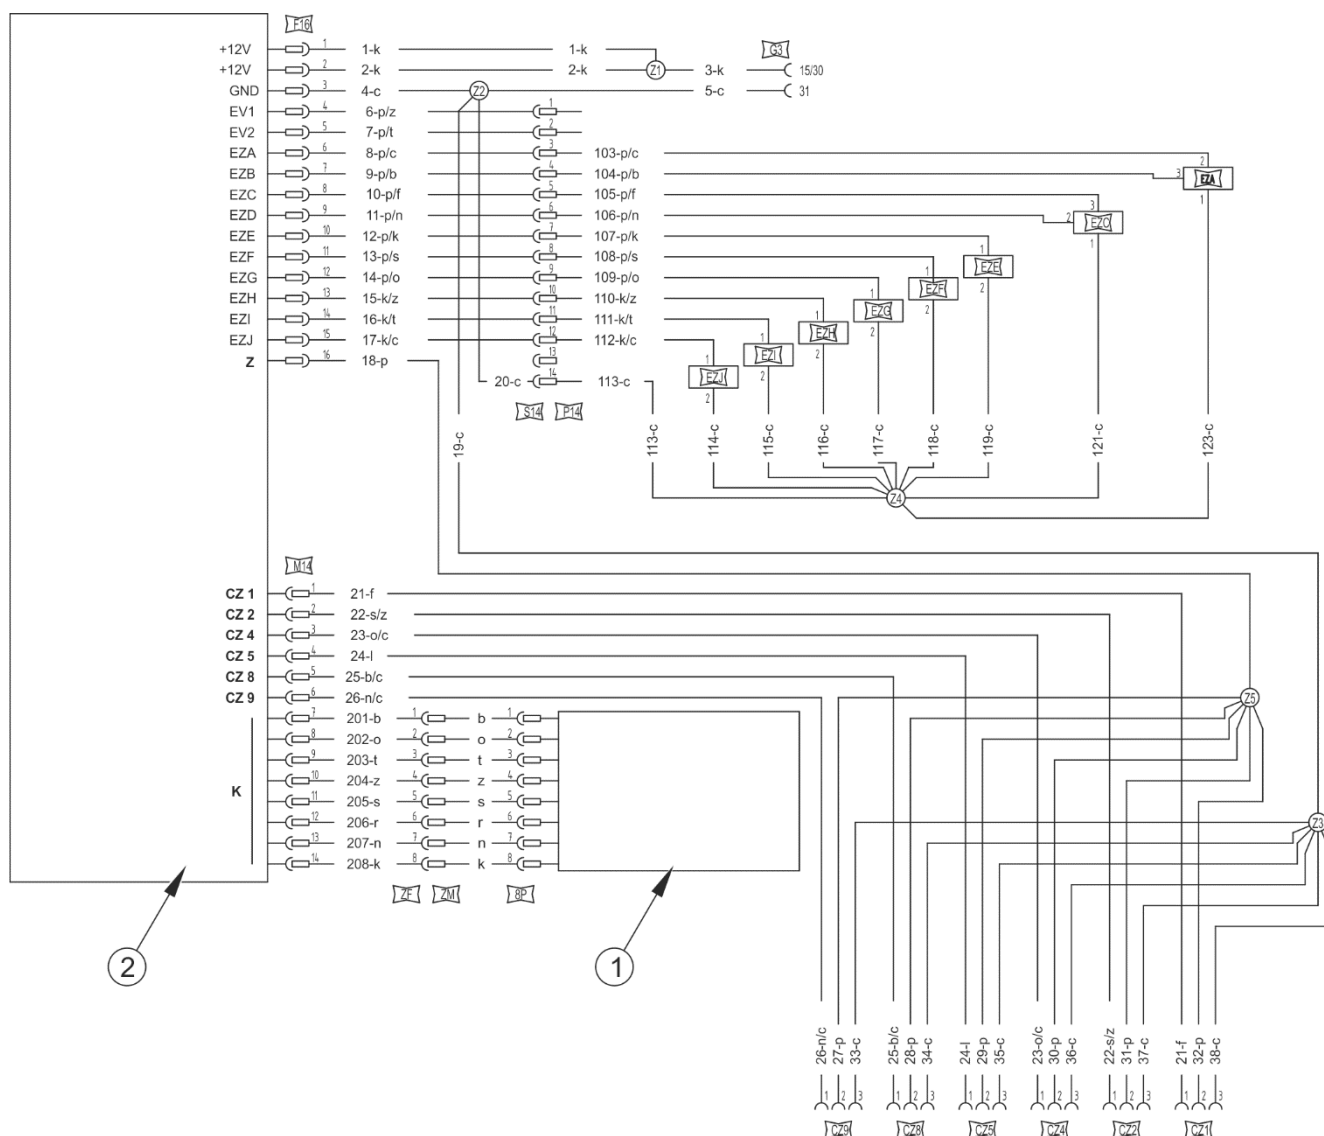 F16
+12V 1 1-k 1-k G3
+12V 2 2-k 2-k Z1 3-k 15/30
GND 3 4-c Z2 5-c 31
EV1 4 6-p/z 1
EV2 5 7-p/t 2
EZA 6 8-p/c 3 103-p/c 2
EZB 7 9-p/b 4 104-p/b 3 EZA
EZC 8 10-p/f 5 105-p/f 3 1
EZD 9 11-p/n 6 106-p/n 2 EZC
EZE 10 12-p/k 7 107-p/k 1 1
EZF 11 13-p/s 8 108-p/s 1 EZE
EZG 12 14-p/o 9 109-p/o 1 EZF 2
EZH 13 15-k/z 10 110-k/z 1 EZG 2
EZI 14 16-k/t 11 111-k/t 1 EZH 2
EZJ 15 17-k/c 12 112-k/c 1 EZI 2
Z 16 18-p 13 EZJ 2
20-c 14 113-c 2
S14 P14
19-c 113-c 114-c 115-c 116-c 117-c 118-c 119-c 121-c 123-c
Z4
M14
CZ 1 1 21-f
CZ 2 2 22-s/z
CZ 4 3 23-o/c
CZ 5 4 24-l
CZ 8 5 25-b/c
CZ 9 6 26-n/c Z5
7 201-b 1 b 1
8 202-o 2 o 2
9 203-t 3 t 3
K 10 204-z 4 z 4
11 205-s 5 s 5
12 206-r 6 r 6 Z3
13 207-n 7 n 7
14 208-k 8 k 8
ZF ZM 8P
2 1
26-n/c 27-p 33-c 25-b/c 28-p 34-c 24-l 29-p 35-c 23-o/c 30-p 36-c 22-s/z 31-p 37-c 21-f 32-p 38-c
1 2 3 1 2 3 1 2 3 1 2 3 1 2 3 1 2 3
CZ9 CZ8 CZ5 CZ4 CZ2 CZ1